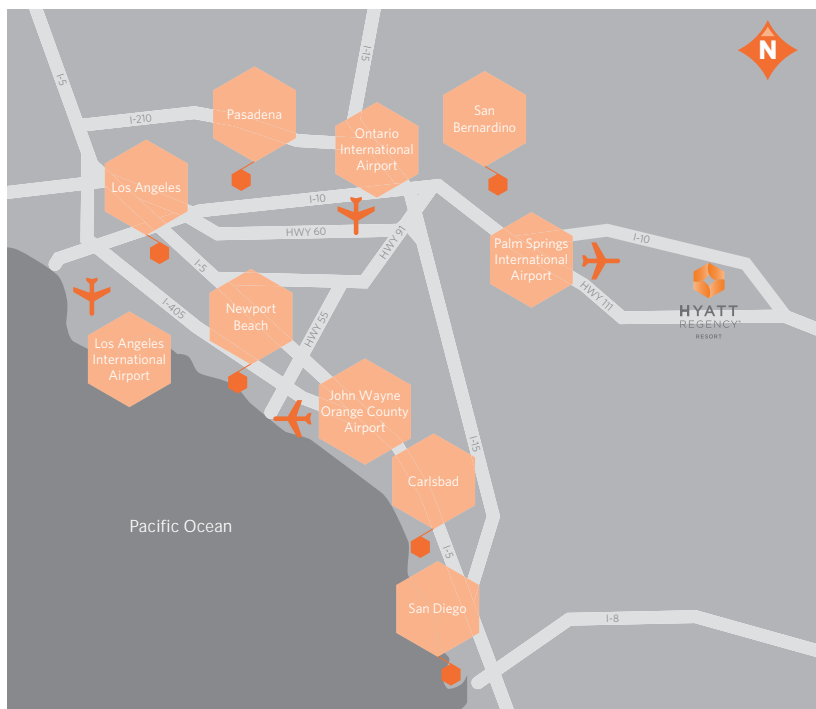 N
I-5
I-15
I-210
Pasadena
San
Bernardino
Ontario
International
Airport
Los Angeles
I-10
HWY 60
HWY 91
Palm Springs
International
Airport
I-10
I-5
HWY 111
HYATT
REGENCY®
RESORT
I-405
Newport
Beach
HWY 55
Los Angeles
International
Airport
John Wayne
Orange County
Airport
I-15
Carlsbad
Pacific Ocean
I-5
San Diego
I-8